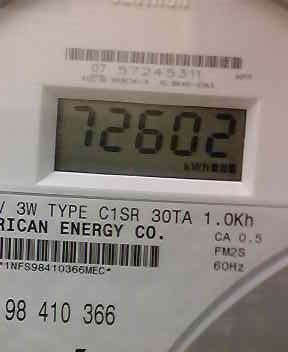 07 57245311
72602
kWh
V 3W TYPE C1SR 30TA 1.0Kh
RICAN ENERGY CO.
CA 0.5
FM2S
60Hz
*1NFS98410366MEC*
98 410 366